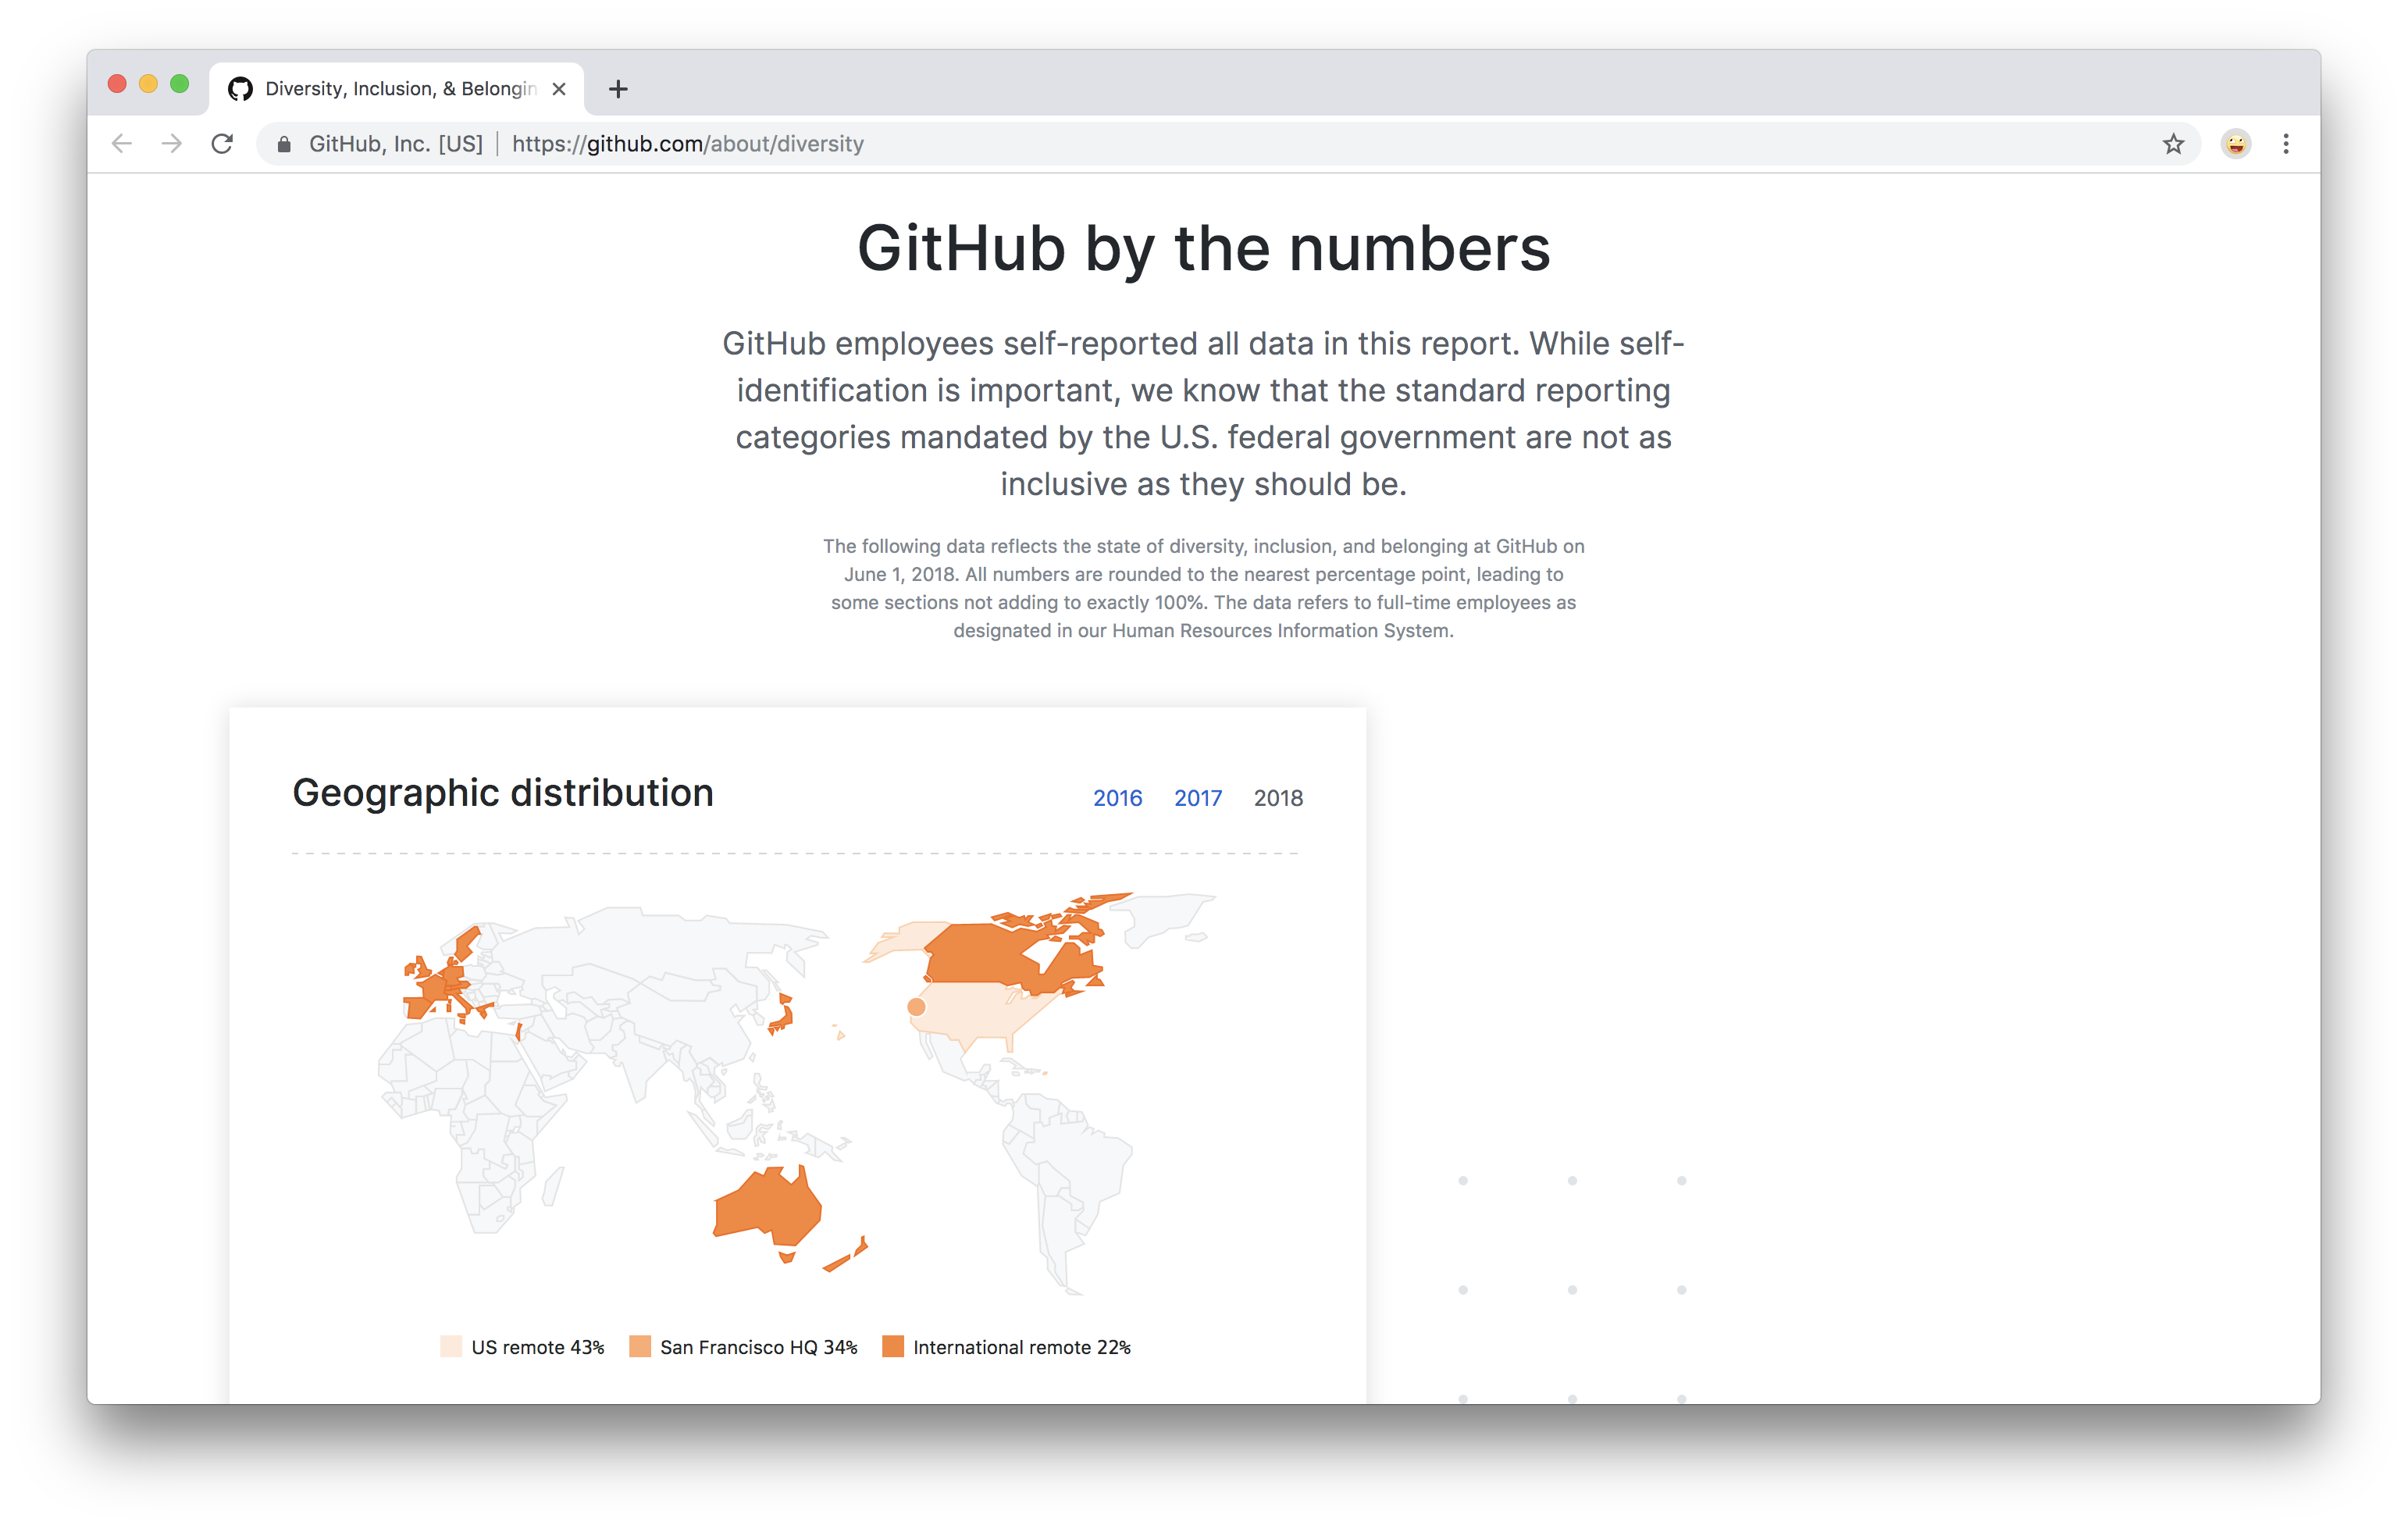 Diversity, Inclusion, & Belongin
GitHub, Inc. [US] | https://github.com/about/diversity
GitHub by the numbers
GitHub employees self-reported all data in this report. While self-
identification is important, we know that the standard reporting
categories mandated by the U.S. federal government are not as
inclusive as they should be.
The following data reflects the state of diversity, inclusion, and belonging at GitHub on
June 1, 2018. All numbers are rounded to the nearest percentage point, leading to
some sections not adding to exactly 100%. The data refers to full-time employees as
designated in our Human Resources Information System.
Geographic distribution
2016 2017 2018
US remote 43% San Francisco HQ 34% International remote 22%